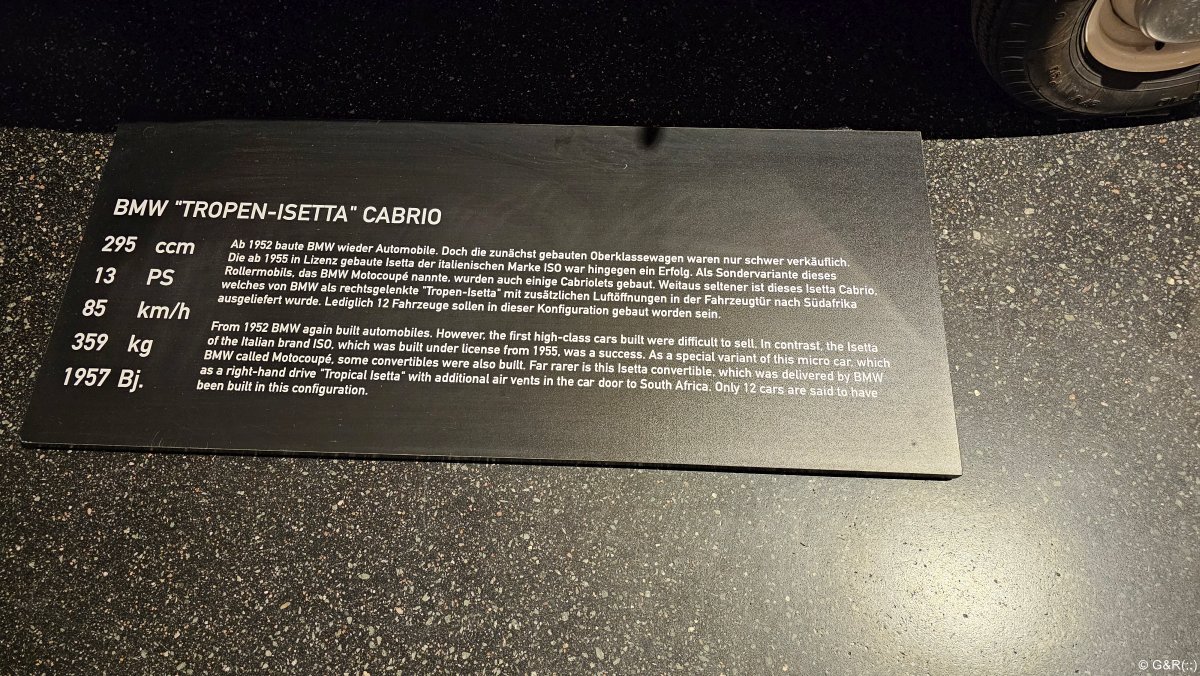 BMW "TROPEN-ISETTA" CABRIO
295 ccm
13 PS
85 km/h
359 kg
1957 Bj.
Ab 1952 baute BMW wieder Automobile. Doch die zunächst gebauten Oberklassewagen waren nur schwer verkäuflich.
Die ab 1955 in Lizenz gebaute Isetta der italienischen Marke ISO war hingegen ein Erfolg. Als Sondervariante dieses
Rollermobils, das BMW Motocoupé nannte, wurden auch einige Cabriolets gebaut. Weitaus seltener ist dieses Isetta Cabrio,
welches von BMW als rechtsgelenkte "Tropen-Isetta" mit zusätzlichen Luftöffnungen in der Fahrzeugtür nach Südafrika
ausgeliefert wurde. Lediglich 12 Fahrzeuge sollen in dieser Konfiguration gebaut worden sein.
From 1952 BMW again built automobiles. However, the first high-class cars built were difficult to sell. In contrast, the Isetta
of the Italian brand ISO, which was built under license from 1955, was a success. As a special variant of this micro car, which
BMW called Motocoupé, some convertibles were also built. Far rarer is this Isetta convertible, which was delivered by BMW
as a right-hand drive "Tropical Isetta" with additional air vents in the car door to South Africa. Only 12 cars are said to have
been built in this configuration.
© G&R(;;)